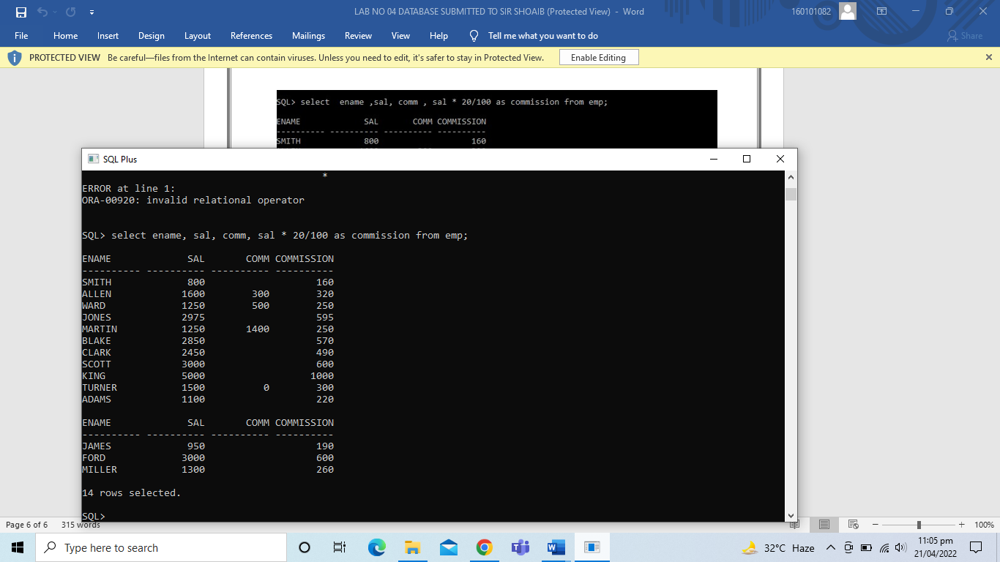 LAB NO 04 DATABASE SUBMITTED TO SIR SHOAIB (Protected View) - Word
160101082
File Home Insert Design Layout References Mailings Review View Help Tell me what you want to do Share
PROTECTED VIEW Be careful—files from the Internet can contain viruses. Unless you need to edit, it's safer to stay in Protected View. Enable Editing
SQL> select  ename ,sal, comm , sal * 20/100 as commission from emp;
ENAME SAL COMM COMMISSION
---------- ---------- ---------- ----------
SMITH 800 160
SQL Plus
*
ERROR at line 1:
ORA-00920: invalid relational operator
SQL> select ename, sal, comm, sal * 20/100 as commission from emp;
ENAME SAL COMM COMMISSION
---------- ---------- ---------- ----------
SMITH 800 160
ALLEN 1600 300 320
WARD 1250 500 250
JONES 2975 595
MARTIN 1250 1400 250
BLAKE 2850 570
CLARK 2450 490
SCOTT 3000 600
KING 5000 1000
TURNER 1500 0 300
ADAMS 1100 220
ENAME SAL COMM COMMISSION
---------- ---------- ---------- ----------
JAMES 950 190
FORD 3000 600
MILLER 1300 260
14 rows selected.
SQL>
Page 6 of 6 315 words 100%
Type here to search
32°C Haze
11:05 pm
21/04/2022